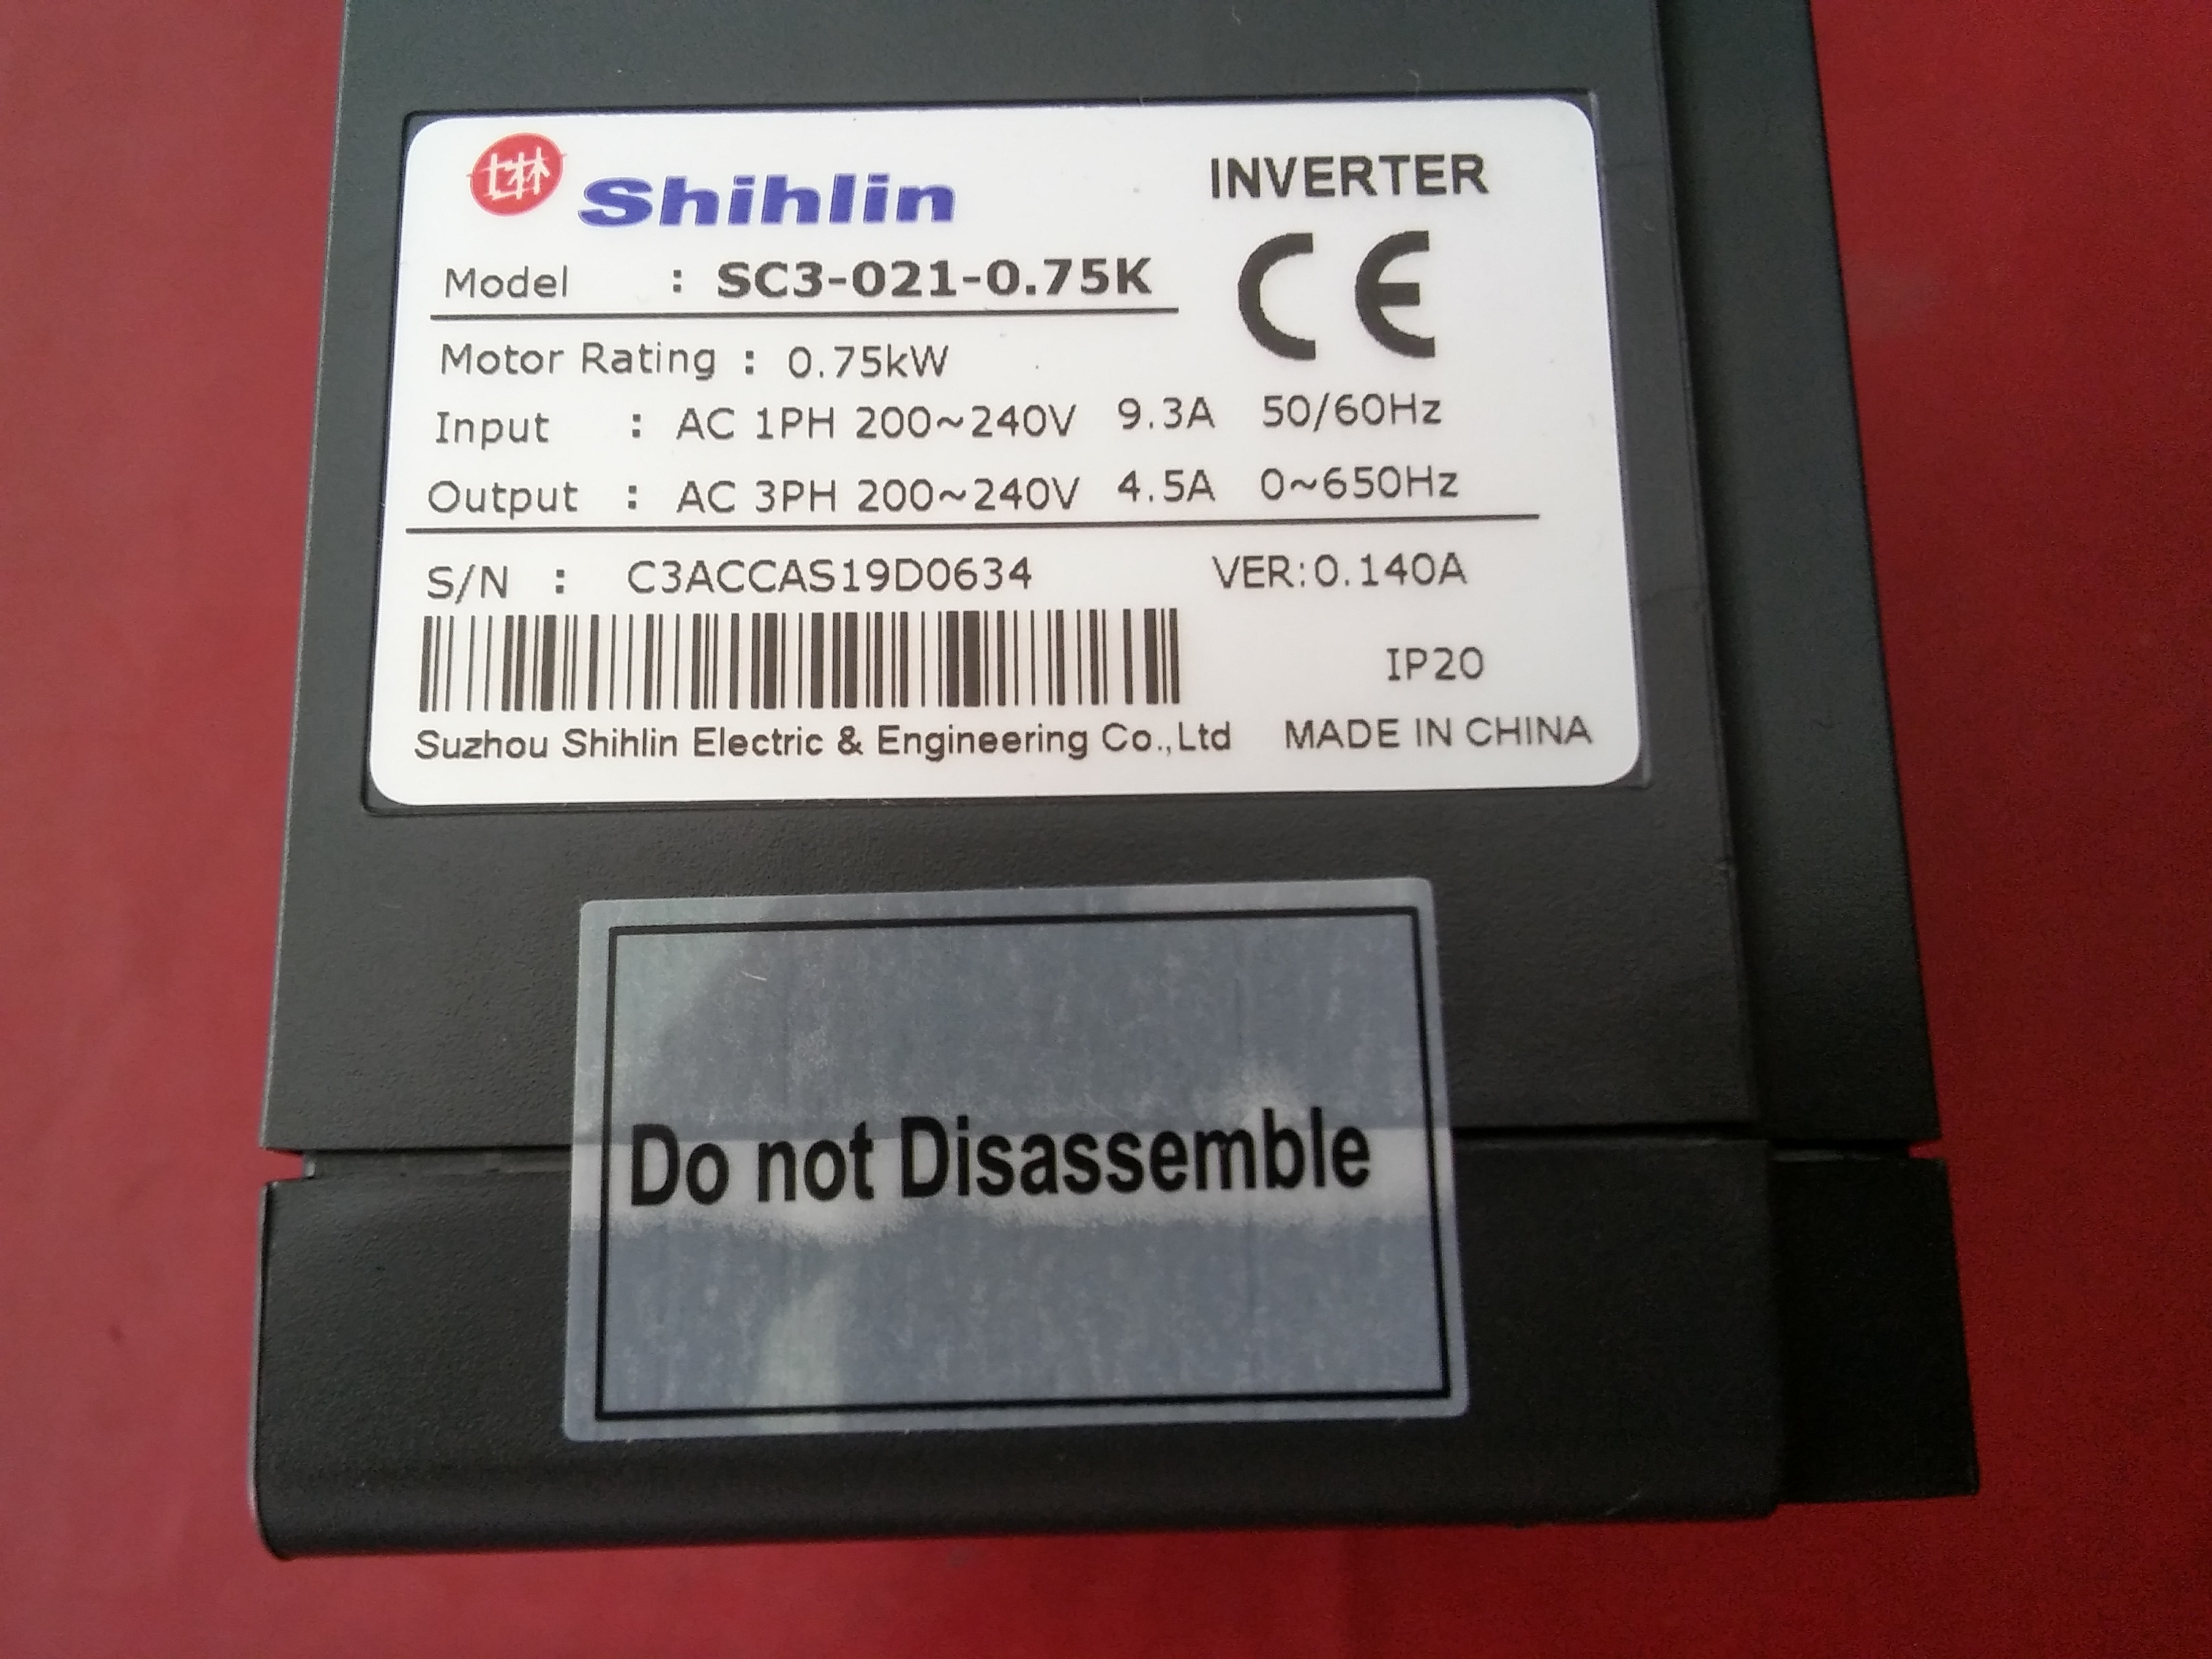 士林 Shihlin
INVERTER
CE
Model : SC3-021-0.75K
Motor Rating : 0.75kW
Input : AC 1PH 200~240V 9.3A 50/60Hz
Output : AC 3PH 200~240V 4.5A 0~650Hz
S/N : C3ACCAS19D0634 VER:0.140A
IP20
Suzhou Shihlin Electric & Engineering Co.,Ltd MADE IN CHINA
Do not Disassemble